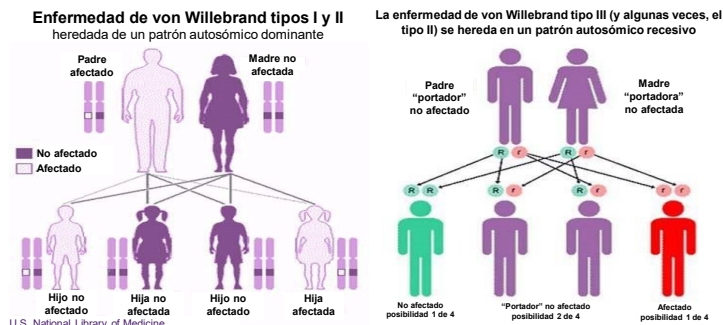 Enfermedad de von Willebrand tipos I y II
heredada de un patrón autosómico dominante
Padre
afectado
Madre no
afectada
No afectado
Afectado
Hijo no
afectado
Hija no
afectada
Hijo no
afectado
Hija
afectada
U.S. National Library of Medicine
La enfermedad de von Willebrand tipo III (y algunas veces, el
tipo II) se hereda en un patrón autosómico recesivo
Padre
“portador”
no afectado
Madre
“portadora”
no afectada
R r R r
R R R r R r r r
No afectado
posibilidad 1 de 4
“Portador” no afectado
posibilidad 2 de 4
Afectado
posibilidad 1 de 4